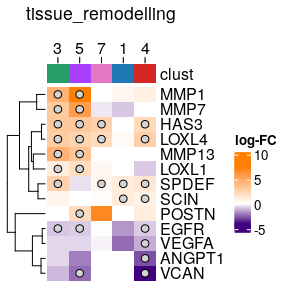 tissue_remodelling
3 5 7 1 4
clust
MMP1
MMP7
HAS3
LOXL4
MMP13
LOXL1
SPDEF
SCIN
POSTN
EGFR
VEGFA
ANGPT1
VCAN
log-FC
10
5
0
-5